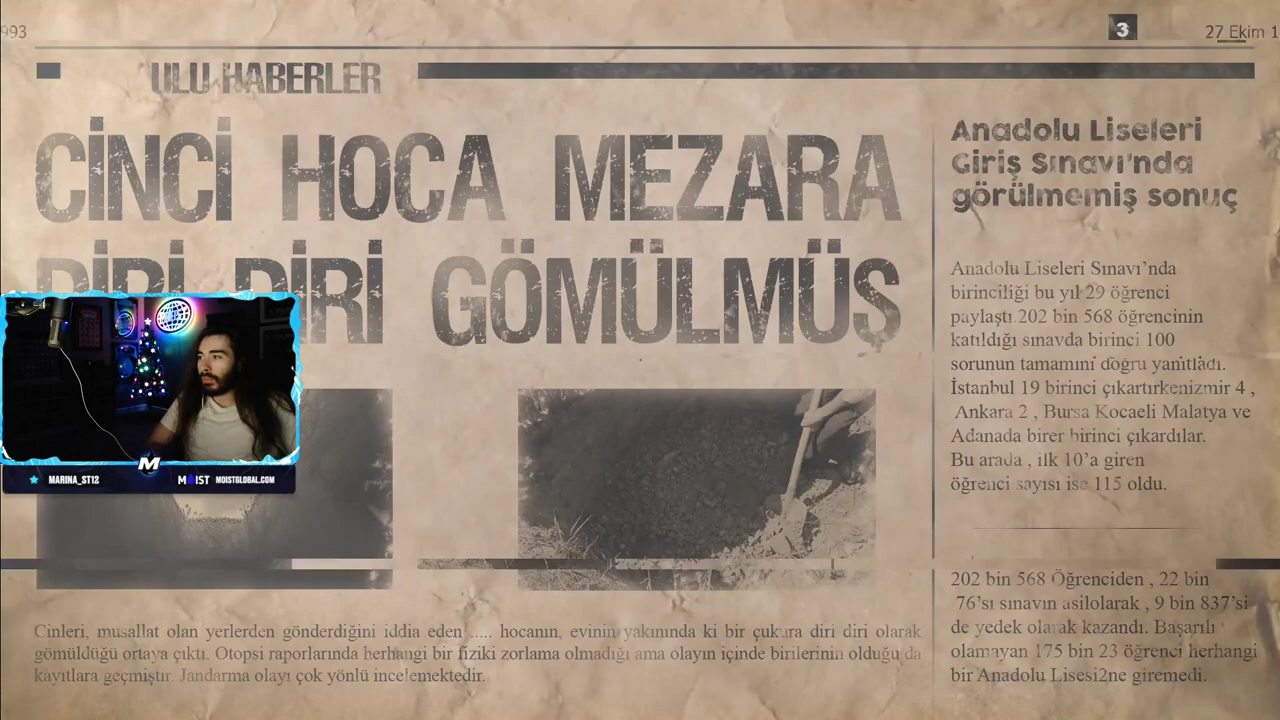 993
3
27 Ekim 1
ULU HABERLER
CİNCİ HOCA MEZARA
DİRİ DİRİ GÖMÜLMÜŞ
Cinleri, musallat olan yerlerden gönderdiğini iddia eden ..... hocanın, evinin yakınında ki bir çukura diri diri olarak
gömüldüğü ortaya çıktı. Otopsi raporlarında herhangi bir fiziki zorlama olmadığı ama olayın içinde birilerinin olduğu da
kayıtlara geçmiştir. Jandarma olayı çok yönlü incelemektedir.
Anadolu Liseleri
Giriş Sınavı'nda
görülmemiş sonuç
Anadolu Liseleri Sınavı'nda
birinciliği bu yıl 29 öğrenci
paylaştı.202 bin 568 öğrencinin
katıldığı sınavda birinci 100
sorunun tamamını doğru yanıtladı.
İstanbul 19 birinci çıkartırkenizmir 4 ,
Ankara 2 , Bursa Kocaeli Malatya ve
Adanada birer birinci çıkardılar.
Bu arada , ilk 10'a giren
öğrenci sayısı ise 115 oldu.
202 bin 568 Öğrenciden , 22 bin
76'sı sınavın asilolarak , 9 bin 837'si
de yedek olarak kazandı. Başarılı
olamayan 175 bin 23 öğrenci herhangi
bir Anadolu Lisesi2ne giremedi.
M
MARINA_ST12
MOIST MOISTGLOBAL.COM